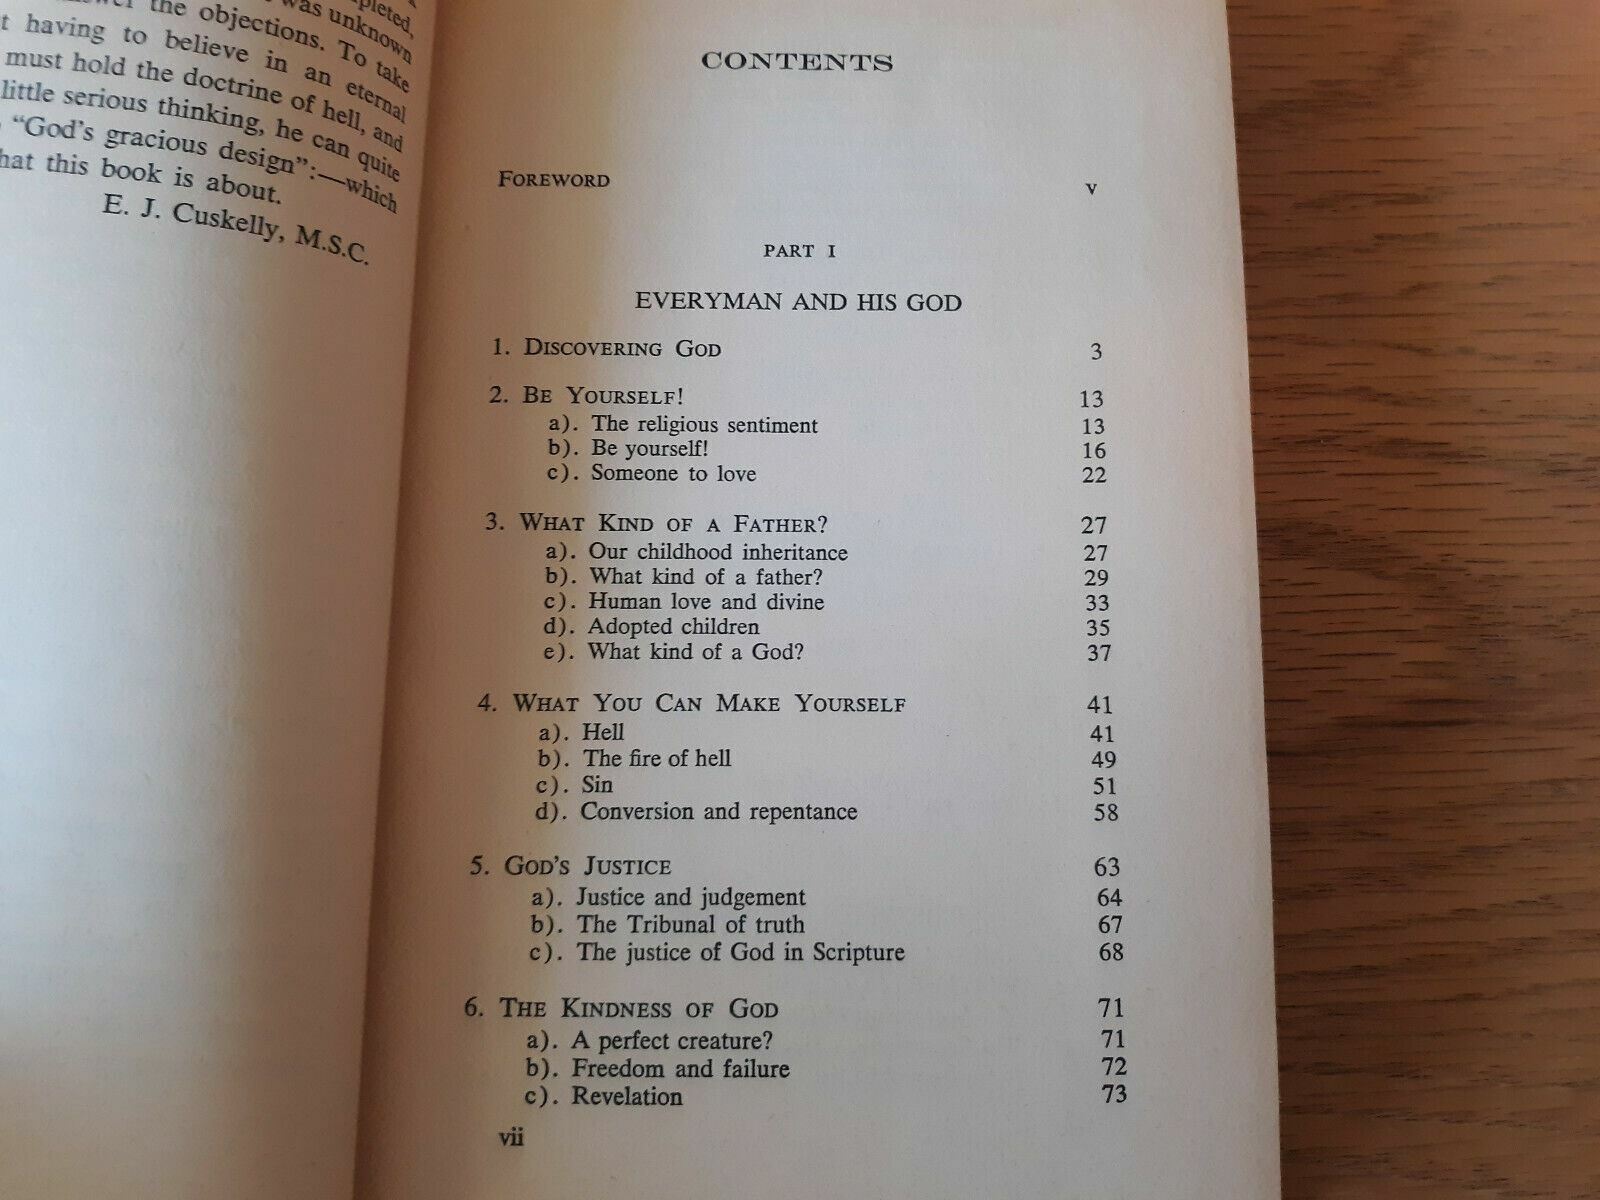 pleted,
was unknown
the objections. To take
t having to believe in an eternal
must hold the doctrine of hell, and
little serious thinking, he can quite
"God's gracious design":—which
hat this book is about.
E. J. Cuskelly, M.S.C.
CONTENTS
FOREWORD v
PART I
EVERYMAN AND HIS GOD
1. DISCOVERING GOD 3
2. BE YOURSELF! 13
a). The religious sentiment 13
b). Be yourself! 16
c). Someone to love 22
3. WHAT KIND OF A FATHER? 27
a). Our childhood inheritance 27
b). What kind of a father? 29
c). Human love and divine 33
d). Adopted children 35
e). What kind of a God? 37
4. WHAT YOU CAN MAKE YOURSELF 41
a). Hell 41
b). The fire of hell 49
c). Sin 51
d). Conversion and repentance 58
5. GOD'S JUSTICE 63
a). Justice and judgement 64
b). The Tribunal of truth 67
c). The justice of God in Scripture 68
6. THE KINDNESS OF GOD 71
a). A perfect creature? 71
b). Freedom and failure 72
c). Revelation 73
vii